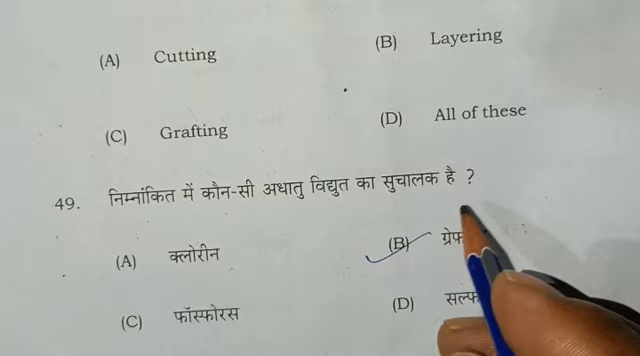 (A) Cutting (B) Layering
(C) Grafting (D) All of these
49. निम्नांकित में कौन-सी अधातु विद्युत का सुचालक है ?
(A) क्लोरीन (B)
(C) फॉस्फोरस (D)